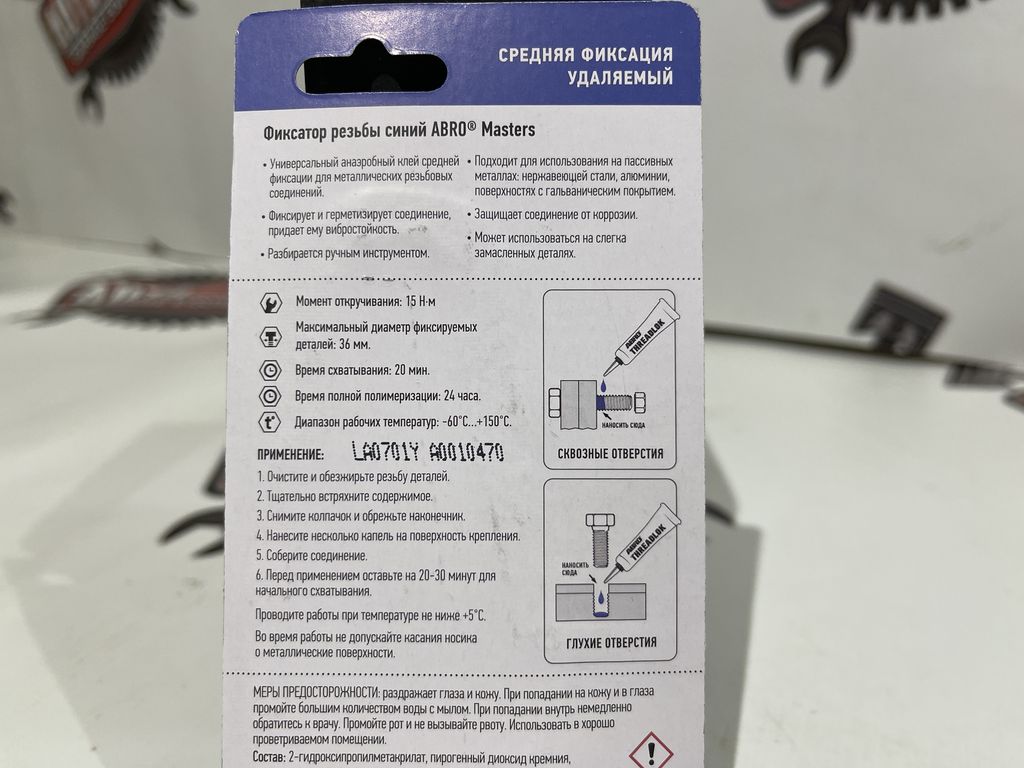 СРЕДНЯЯ ФИКСАЦИЯ
УДАЛЯЕМЫЙ
Фиксатор резьбы синий ABRO® Masters
• Универсальный анаэробный клей средней
фиксации для металлических резьбовых
соединений.
• Фиксирует и герметизирует соединение,
придает ему вибростойкость.
• Разбирается ручным инструментом.
• Подходит для использования на пассивных
металлах: нержавеющей стали, алюминии,
поверхностях с гальваническим покрытием.
• Защищает соединение от коррозии.
• Может использоваться на слегка
замасленных деталях.
Момент откручивания: 15 Н·м
Максимальный диаметр фиксируемых
деталей: 36 мм.
Время схватывания: 20 мин.
Время полной полимеризации: 24 часа.
t° Диапазон рабочих температур: -60°С...+150°С.
ПРИМЕНЕНИЕ:
LA0701Y A0010470
1. Очистите и обезжирьте резьбу деталей.
2. Тщательно встряхните содержимое.
3. Снимите колпачок и обрежьте наконечник.
4. Нанесите несколько капель на поверхность крепления.
5. Соберите соединение.
6. Перед применением оставьте на 20-30 минут для
начального схватывания.
Проводите работы при температуре не ниже +5°С.
Во время работы не допускайте касания носика
о металлические поверхности.
ABRO
THREADLOK
НАНОСИТЬ СЮДА
СКВОЗНЫЕ ОТВЕРСТИЯ
ABRO
THREADLOK
НАНОСИТЬ
СЮДА
ГЛУХИЕ ОТВЕРСТИЯ
МЕРЫ ПРЕДОСТОРОЖНОСТИ: раздражает глаза и кожу. При попадании на кожу и в глаза
промойте большим количеством воды с мылом. При попадании внутрь немедленно
обратитесь к врачу. Промойте рот и не вызывайте рвоту. Использовать в хорошо
проветриваемом помещении.
Состав: 2-гидроксипропилметакрилат, пирогенный диоксид кремния,